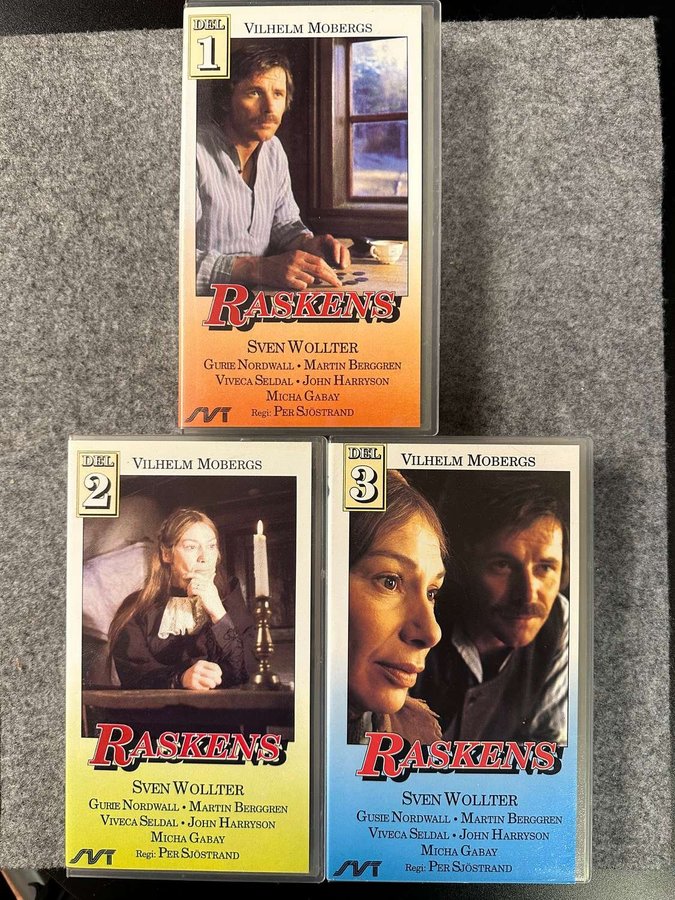 DEL
1
VILHELM MOBERGS
RASKENS
SVEN WOLLTER
GURIE NORDWALL • MARTIN BERGGREN
VIVECA SELDAL • JOHN HARRYSON
MICHA GABAY
Regi: PER SJÖSTRAND
SVT
DEL
2
VILHELM MOBERGS
RASKENS
SVEN WOLLTER
GURIE NORDWALL • MARTIN BERGGREN
VIVECA SELDAL • JOHN HARRYSON
MICHA GABAY
Regi: PER SJÖSTRAND
SVT
DEL
3
VILHELM MOBERGS
RASKENS
SVEN WOLLTER
GUSIE NORDWALL • MARTIN BERGGREN
VIVECA SELDAL • JOHN HARRYSON
MICHA GABAY
Regi: PER SJÖSTRAND
SVT